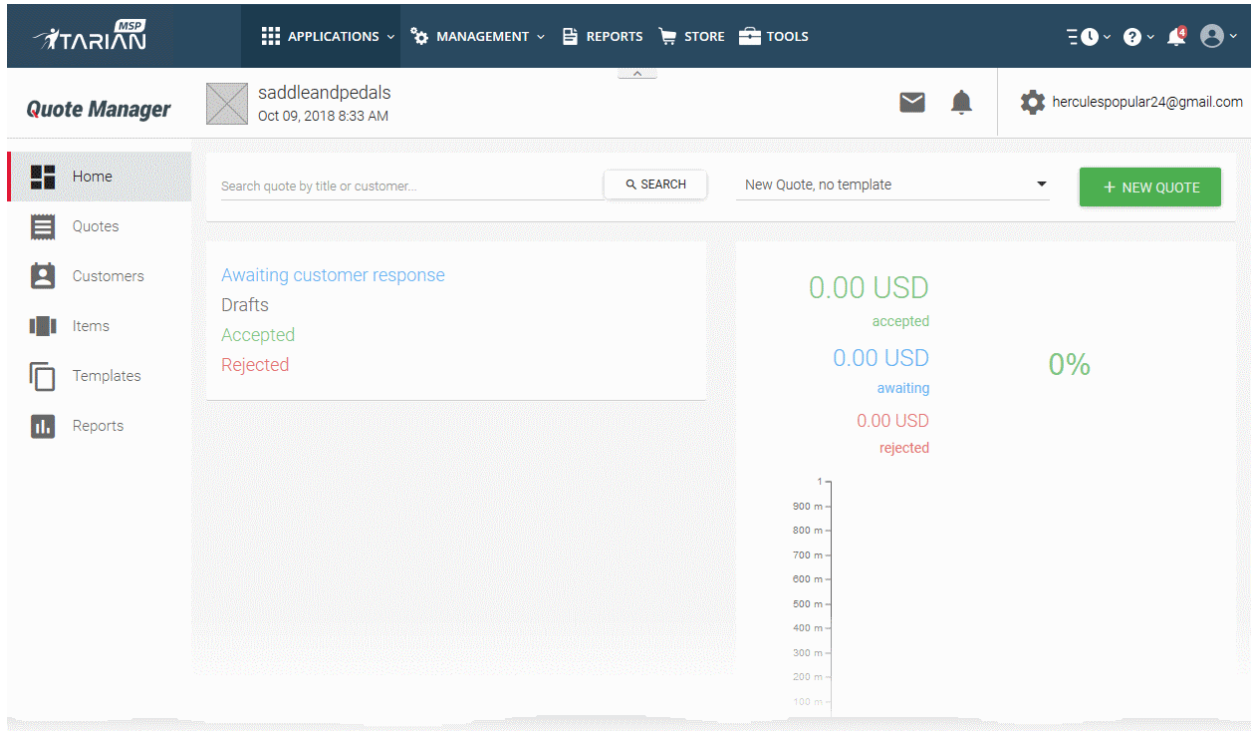 ITARIAN MSP
APPLICATIONS MANAGEMENT REPORTS STORE TOOLS
4
Quote Manager
saddleandpedals
Oct 09, 2018 8:33 AM
herculespopular24@gmail.com
Home
Quotes
Customers
Items
Templates
Reports
Search quote by title or customer...
SEARCH
New Quote, no template
+ NEW QUOTE
Awaiting customer response
Drafts
Accepted
Rejected
0.00 USD
accepted
0.00 USD
awaiting
0.00 USD
rejected
0%
1
900 m
800 m
700 m
600 m
500 m
400 m
300 m
200 m
100 m